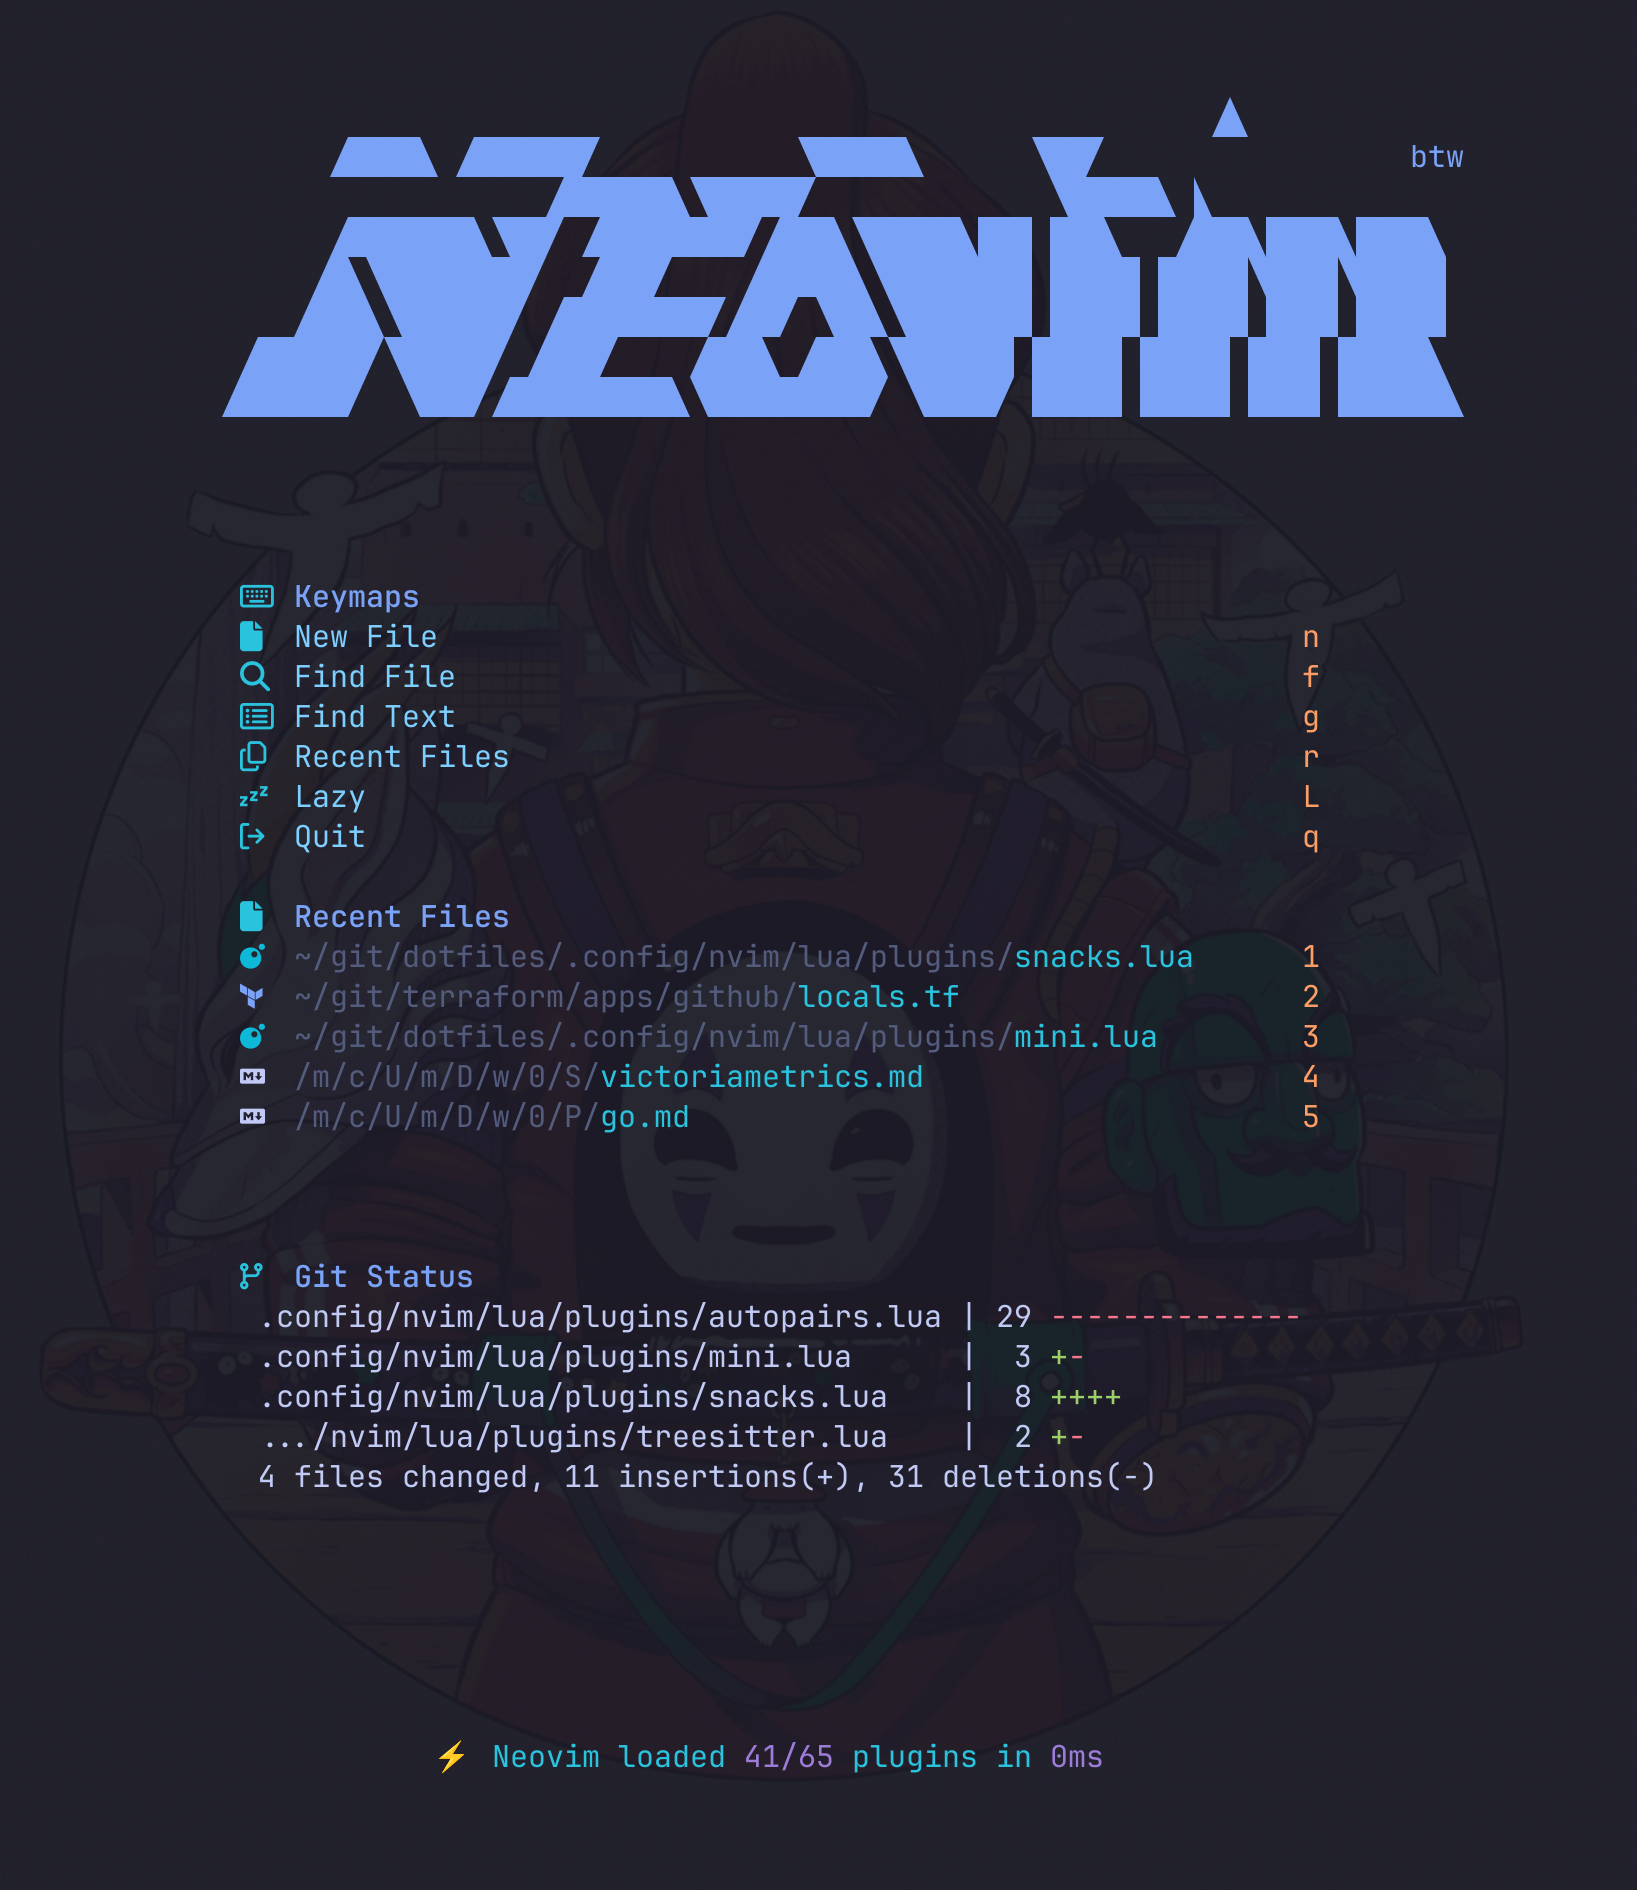 Neovim
btw
Keymaps
New File n
Find File f
Find Text g
Recent Files r
Lazy L
Quit q
Recent Files
~/git/dotfiles/.config/nvim/lua/plugins/snacks.lua 1
~/git/terraform/apps/github/locals.tf 2
~/git/dotfiles/.config/nvim/lua/plugins/mini.lua 3
/m/c/U/m/D/w/0/S/victoriametrics.md 4
/m/c/U/m/D/w/0/P/go.md 5
Git Status
.config/nvim/lua/plugins/autopairs.lua | 29 --------------
.config/nvim/lua/plugins/mini.lua | 3 +-
.config/nvim/lua/plugins/snacks.lua | 8 ++++
.../nvim/lua/plugins/treesitter.lua | 2 +-
4 files changed, 11 insertions(+), 31 deletions(-)
⚡ Neovim loaded 41/65 plugins in 0ms